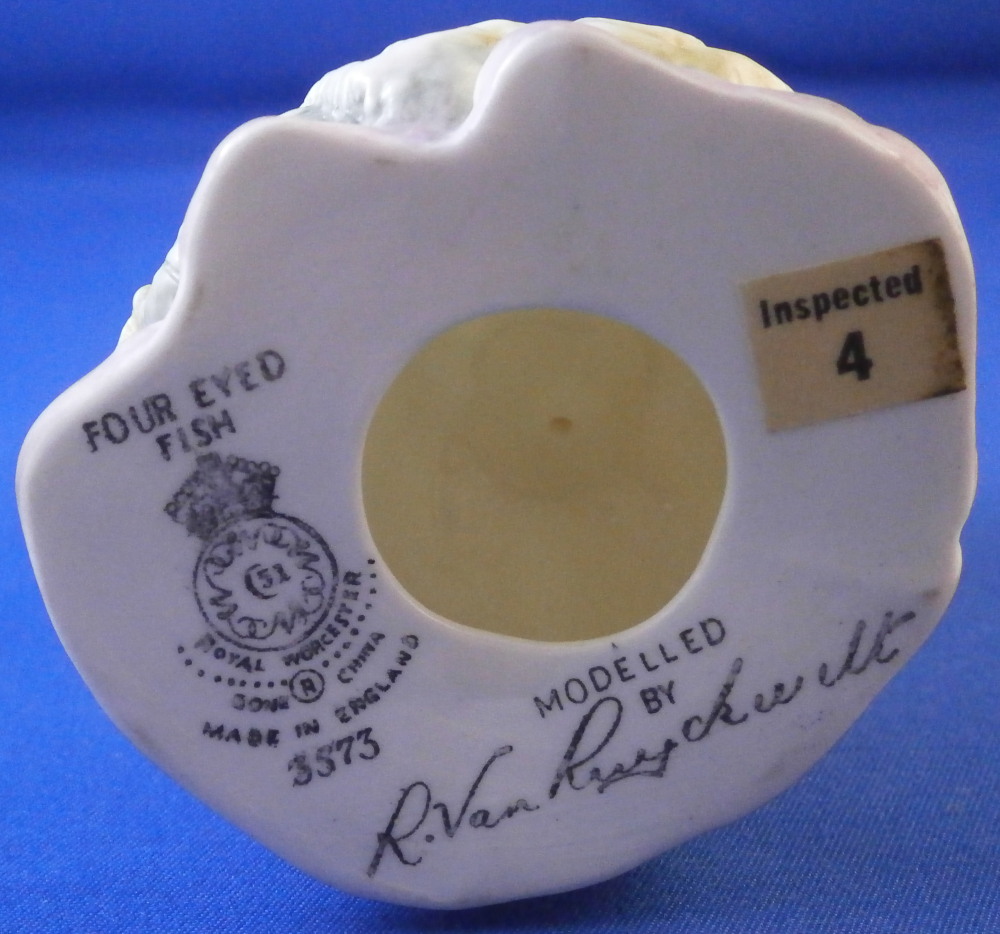 FOUR EYED
FISH
51
ROYAL WORCESTER
BONE ® CHINA
MADE IN ENGLAND
3573
MODELLED
BY
R. Van Ruyckevelt
Inspected
4